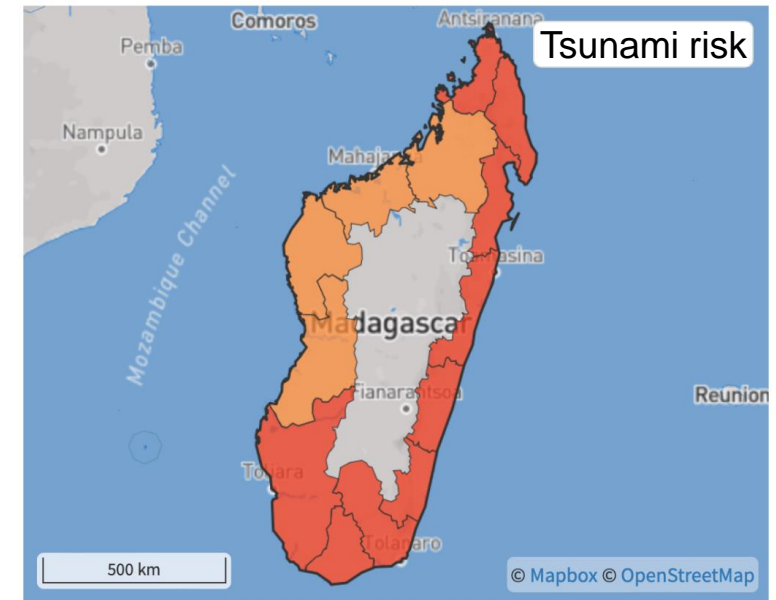 Comoros
Antsiranana
Tsunami risk
Pemba
Nampula
Mahajanga
Mozambique Channel
Toamasina
Madagascar
Fianarantsoa
Reunion
Toliara
Tolanaro
500 km
© Mapbox © OpenStreetMap